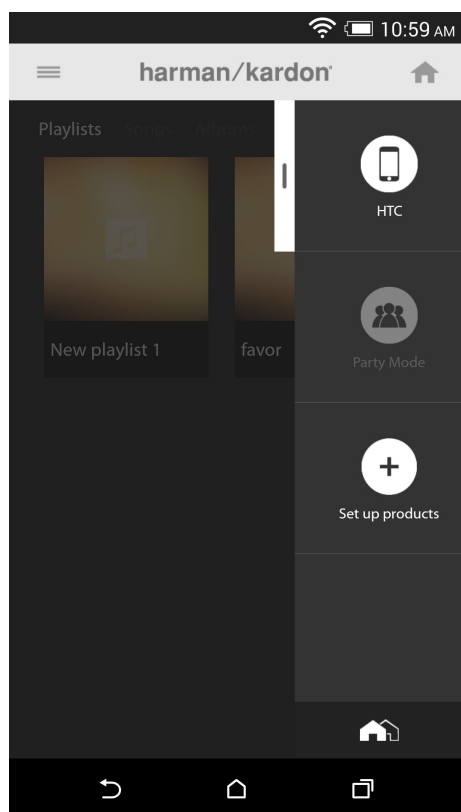 10:59 AM
harman/kardon
Playlists Songs Albums
HTC
New playlist 1
favor
Party Mode
Set up products